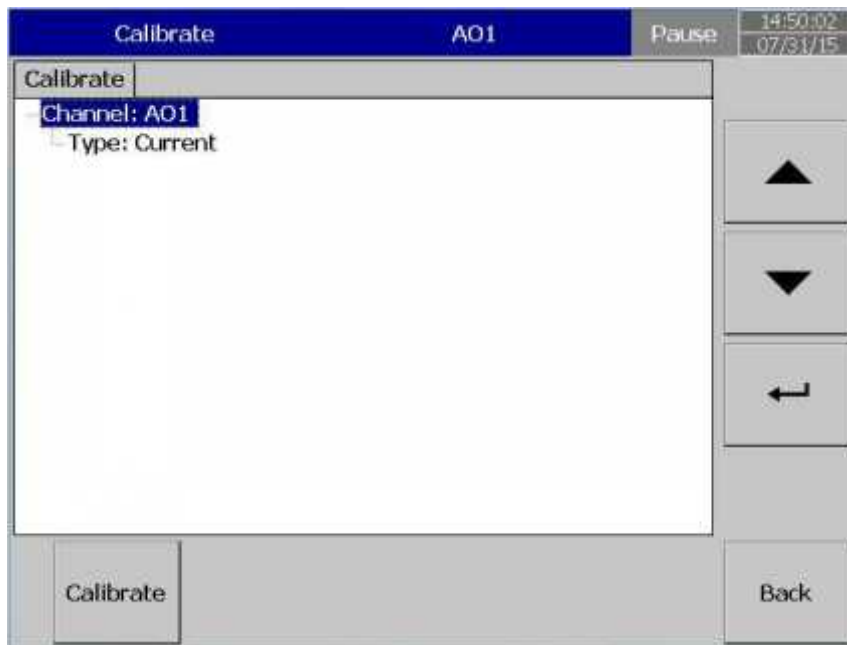 Calibrate AO1 Pause 14:50:02
07/31/15
Calibrate
Channel: AO1
Type: Current
Calibrate Back